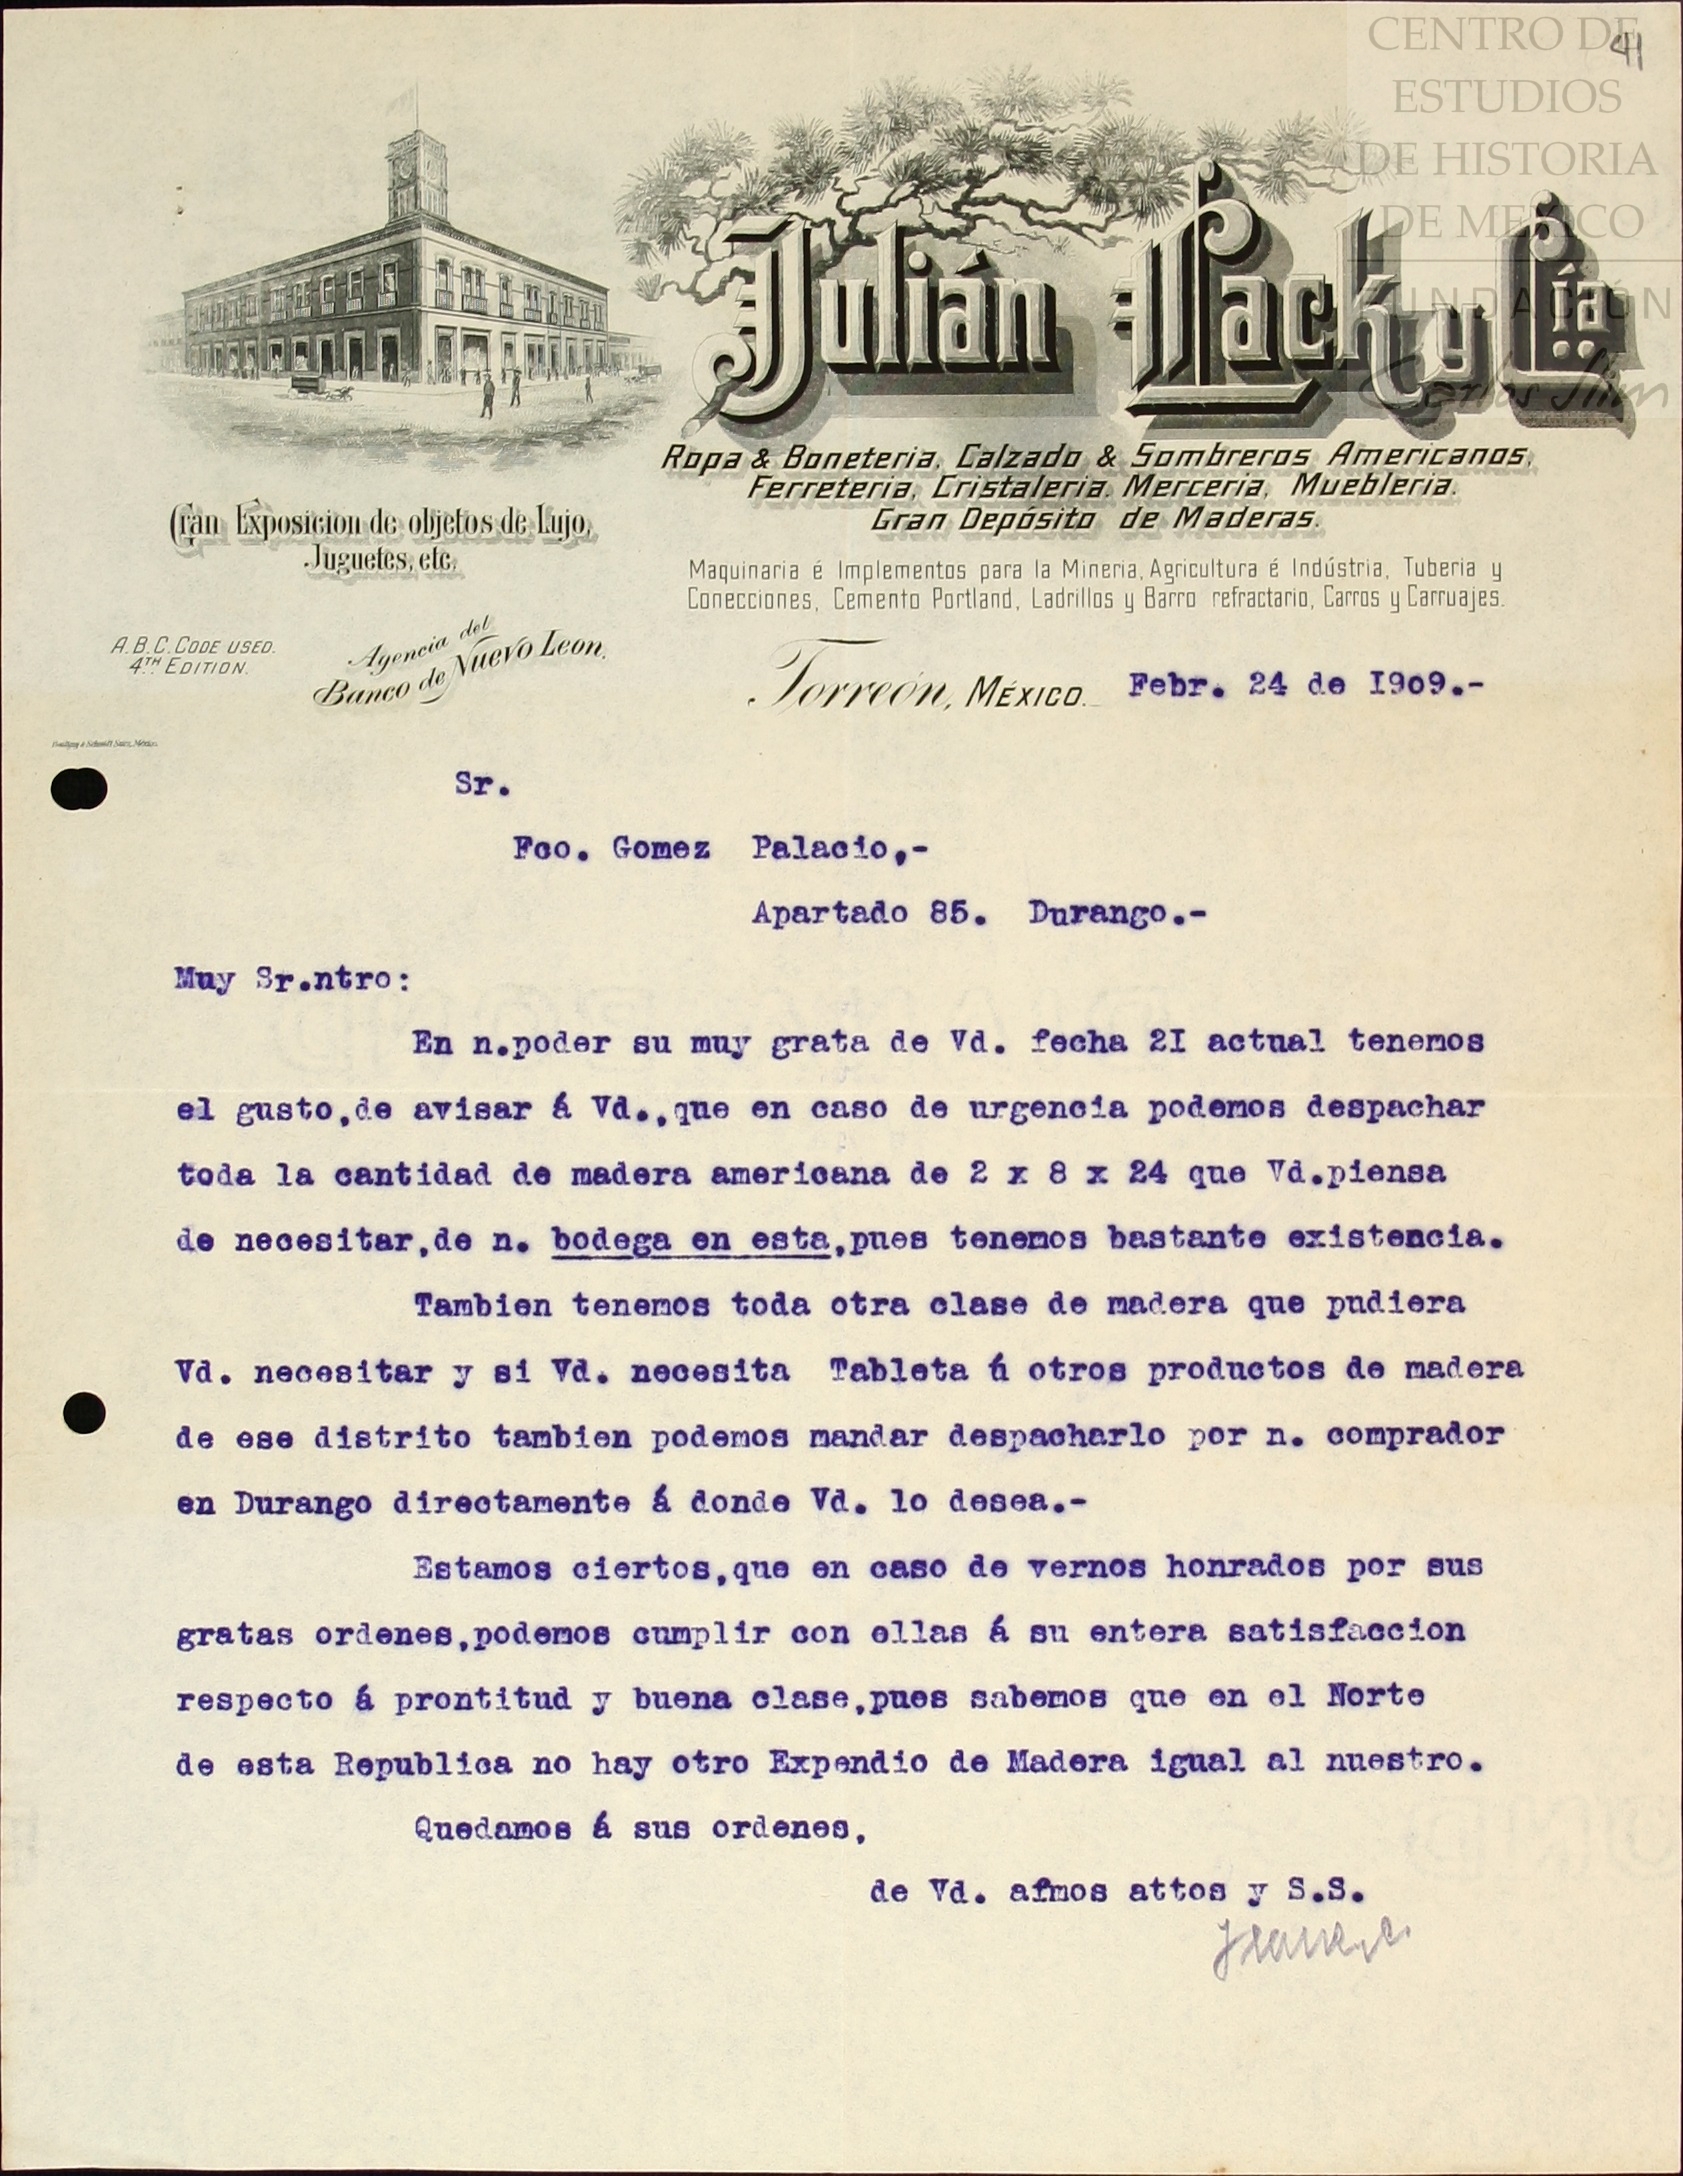 CENTRO DE
ESTUDIOS
DE HISTORIA
DE MEXICO
FUNDACIÓN
Carlos Slim
41
Julián Lack y Cía
Ropa & Boneteria, Calzado & Sombreros Americanos,
Ferreteria, Cristaleria, Merceria, Muebleria.
Gran Depósito de Maderas.
Gran Exposicion de objetos de Lujo,
Juguetes, etc.
Maquinaria é Implementos para la Mineria, Agricultura é Indústria, Tuberia y
Conecciones, Cemento Portland, Ladrillos y Barro refractario, Carros y Carruajes.
A.B.C. CODE USED.
4TH EDITION.
Agencia del
Banco de Nuevo Leon.
Torreón, MÉXICO. Febr. 24 de I909.-
Bouligny & Schmidt Sucs, México.
Sr.
Fco. Gomez Palacio,-
Apartado 85. Durango.-
Muy Sr.ntro:
En n.poder su muy grata de Vd. fecha 2I actual tenemos
el gusto,de avisar á Vd.,que en caso de urgencia podemos despachar
toda la cantidad de madera americana de 2 x 8 x 24 que Vd.piensa
de necesitar,de n. bodega en esta,pues tenemos bastante existencia.
Tambien tenemos toda otra clase de madera que pudiera
Vd. necesitar y si Vd. necesita Tableta ú otros productos de madera
de ese distrito tambien podemos mandar despacharlo por n. comprador
en Durango directamente á donde Vd. lo desea.-
Estamos ciertos,que en caso de vernos honrados por sus
gratas ordenes,podemos cumplir con ellas á su entera satisfaccion
respecto á prontitud y buena clase,pues sabemos que en el Norte
de esta Republica no hay otro Expendio de Madera igual al nuestro.
Quedamos á sus ordenes,
de Vd. afmos attos y S.S.